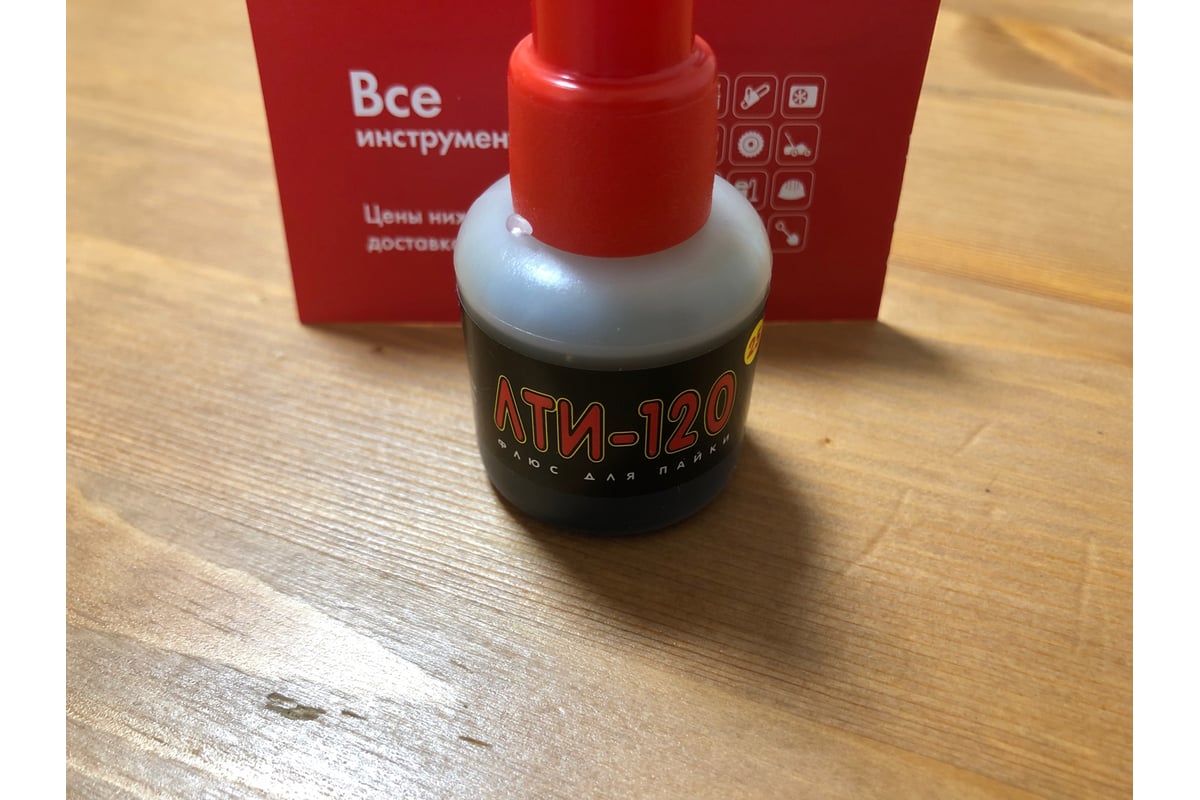 Все
инструмен
Цены ниж
доставк
ЛТИ-120
ФЛЮС ДЛЯ ПАЙКИ